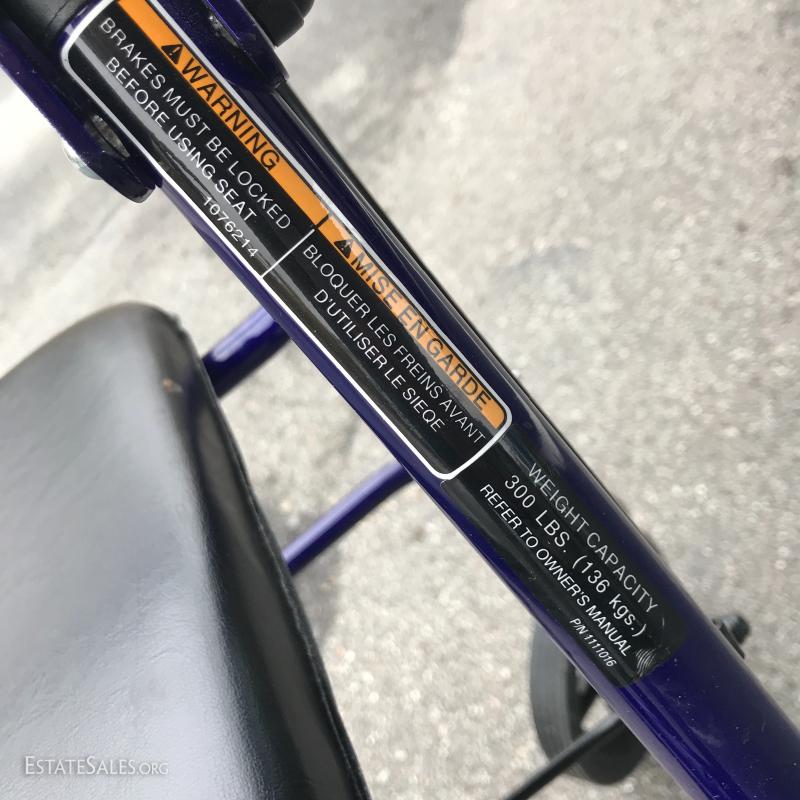 ⚠WARNING
BRAKES MUST BE LOCKED
BEFORE USING SEAT
1076214
⚠MISE EN GARDE
BLOQUER LES FREINS AVANT
D'UTILISER LE SIEQE
WEIGHT CAPACITY
300 LBS. (136 kgs.)
REFER TO OWNER'S MANUAL
P/N 1111016
ESTATESALES.ORG